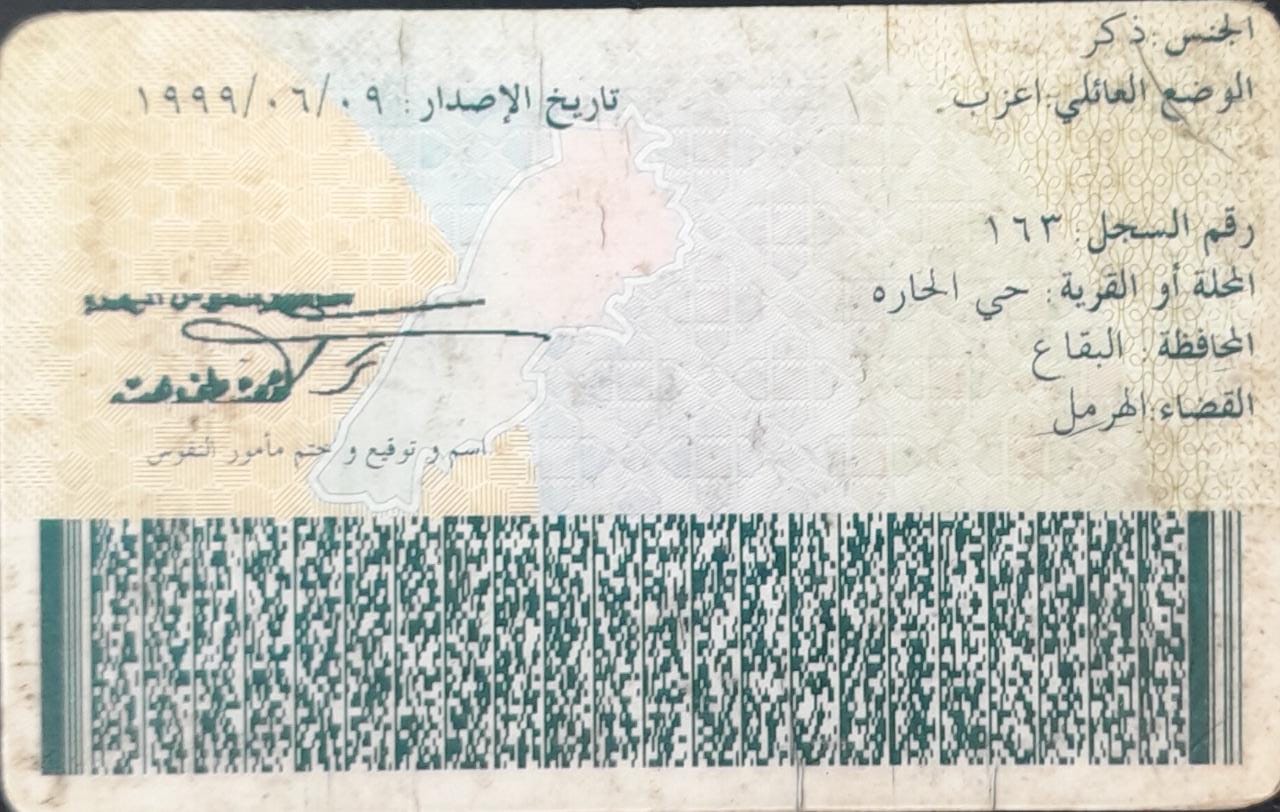 الجنس: ذكر
الوضع العائلي: اعزب
تاريخ الإصدار: ١٩٩٩/٠٦/٠٩
رقم السجل: ١٦٣
المحلة أو القرية: حي الحاره
المحافظة: البقاع
القضاء: الهرمل
اسم و توقيع و ختم مأمور النفوس